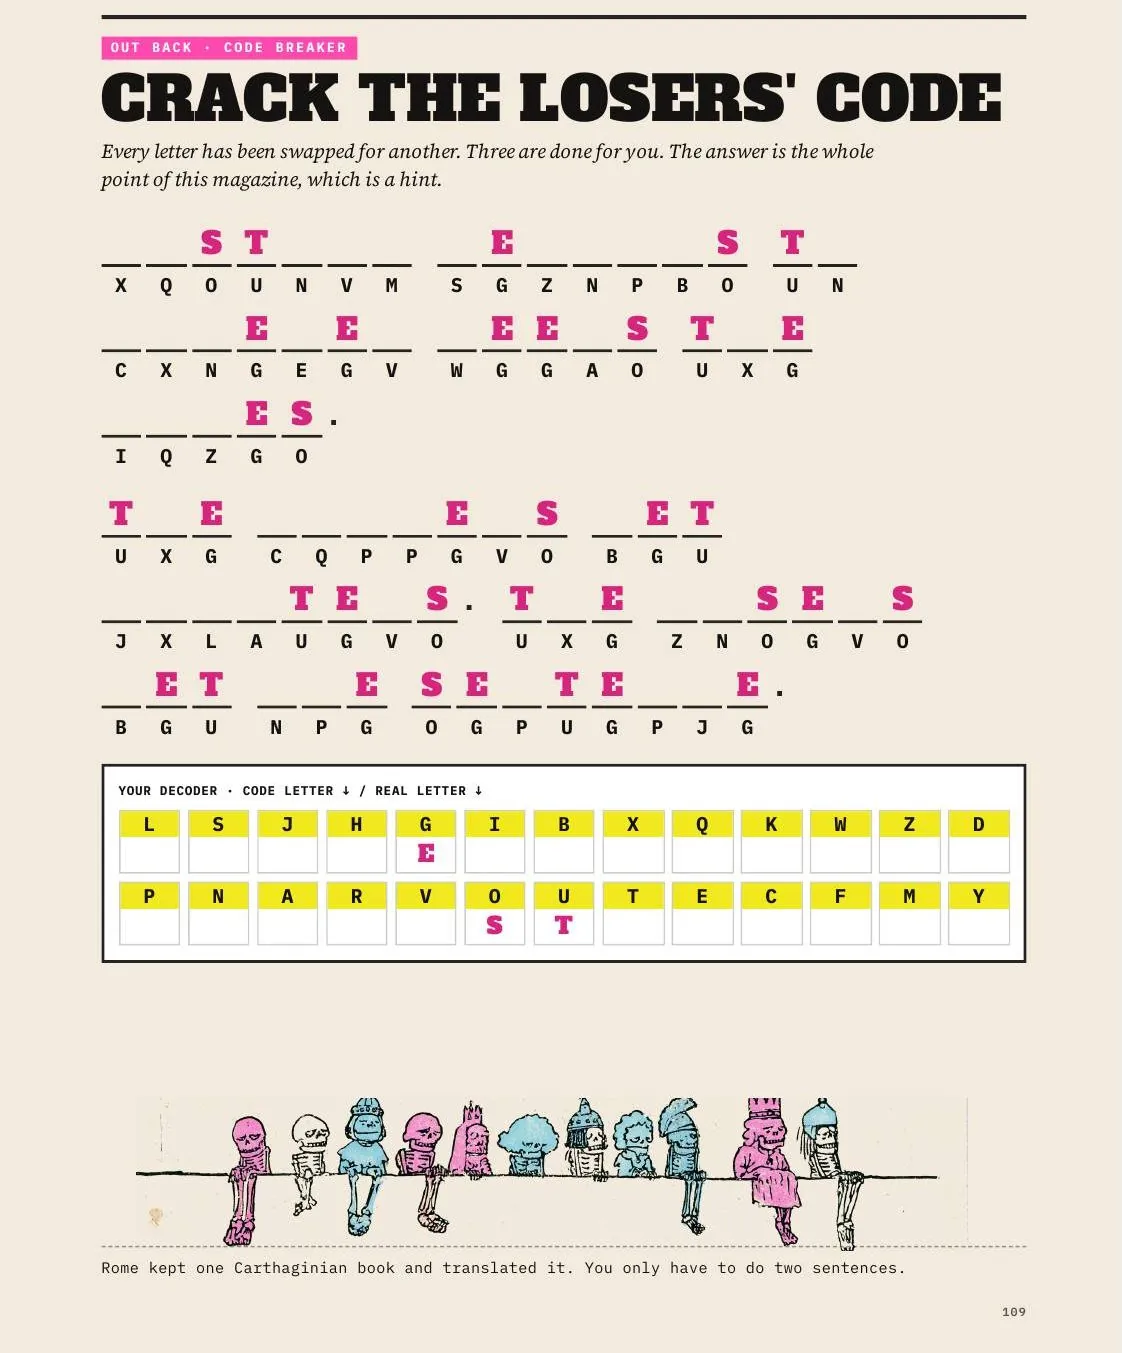 OUT BACK · CODE BREAKER
CRACK THE LOSERS' CODE
Every letter has been swapped for another. Three are done for you. The answer is the whole
point of this magazine, which is a hint.
S T E S T
X Q O U N V M S G Z N P B O U N
E E E E S T E
C X N G E G V W G G A O U X G
E S .
I Q Z G O
T E E S E T
U X G C Q P P G V O B G U
T E S . T E S E S
J X L A U G V O U X G Z N O G V O
E T E S E T E E .
B G U N P G O G P U G P J G
YOUR DECODER · CODE LETTER ↓ / REAL LETTER ↓
L S J H G I B X Q K W Z D
E
P N A R V O U T E C F M Y
S T
Rome kept one Carthaginian book and translated it. You only have to do two sentences.
109